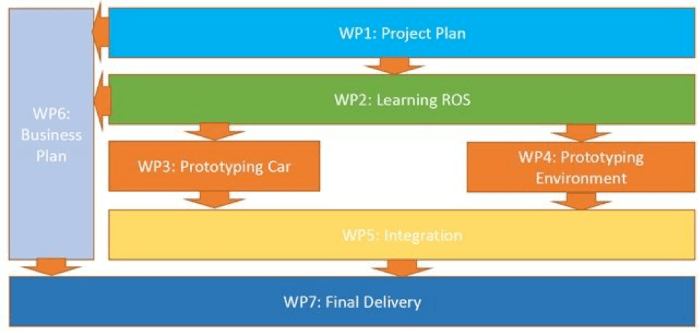 WP1: Project Plan
WP2: Learning ROS
WP6:
Business
Plan
WP3: Prototyping Car
WP4: Prototyping
Environment
WP5: Integration
WP7: Final Delivery